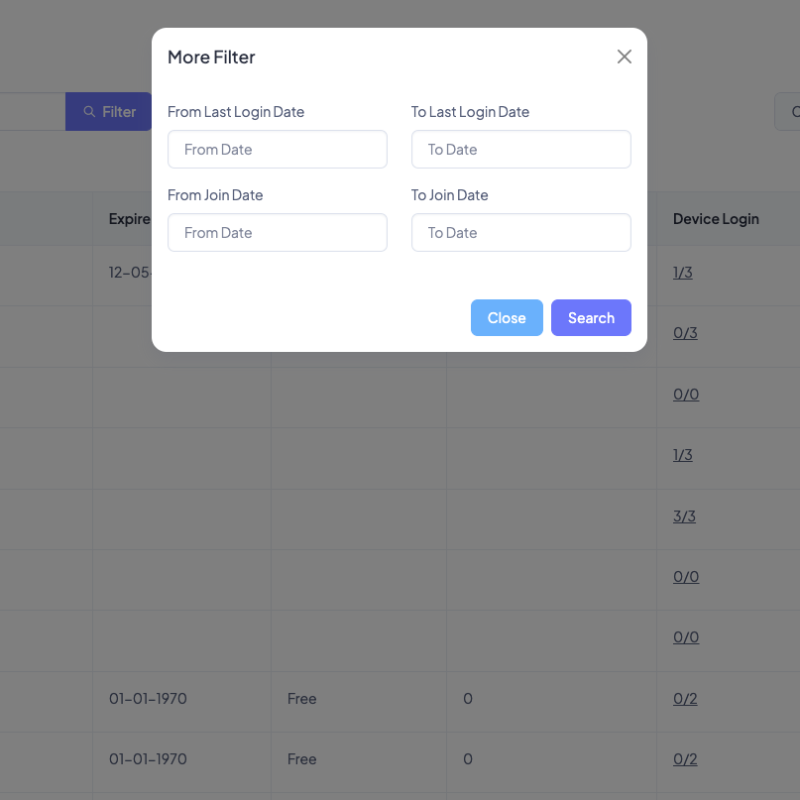 More Filter
From Last Login Date
To Last Login Date
Filter
From Date
To Date
From Join Date
To Join Date
Expire
Device Login
From Date
To Date
12-05-
1/3
Close
Search
0/3
0/0
1/3
3/3
0/0
0/0
01-01-1970
Free
0
0/2
01-01-1970
Free
0
0/2